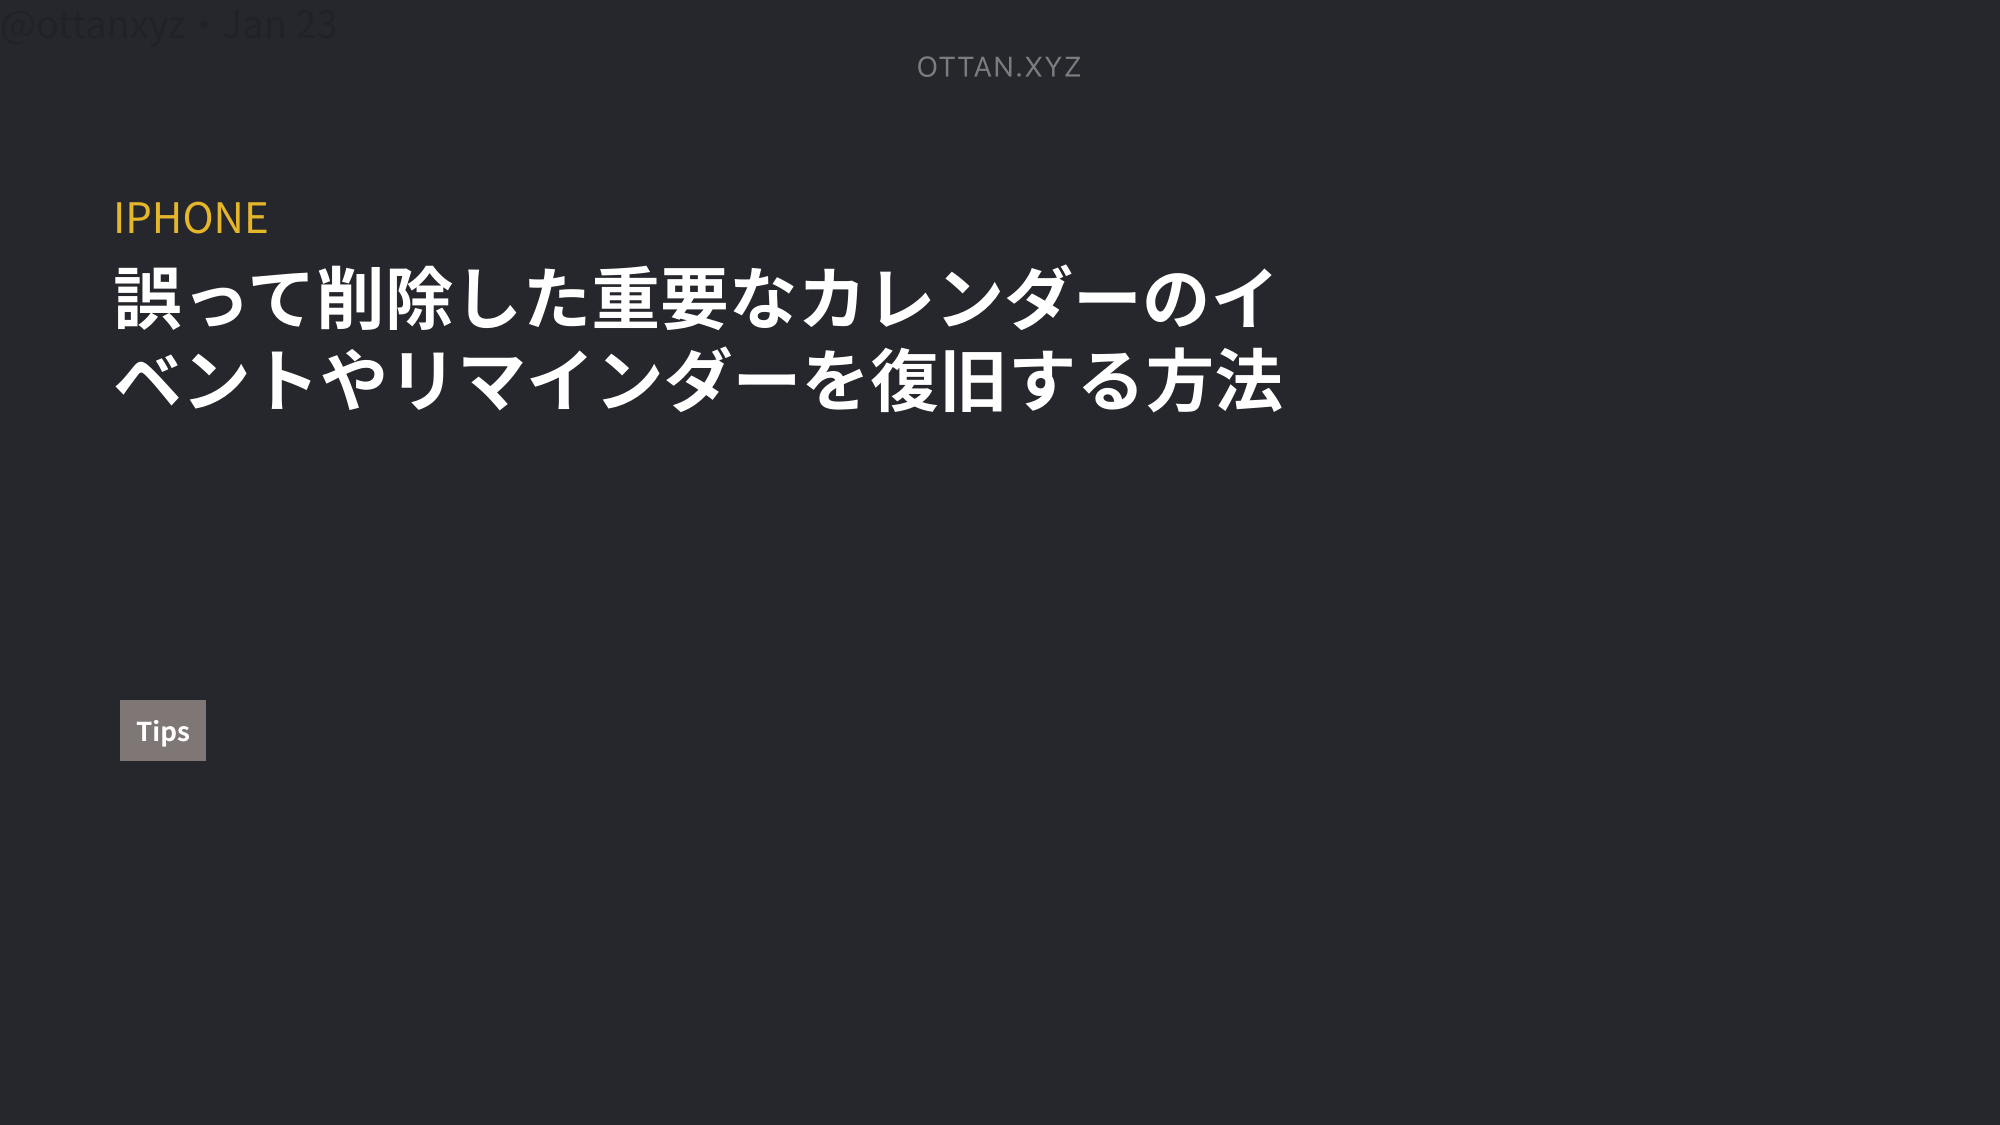 @ottanxyz・Jan 23
OTTAN.XYZ
IPHONE
誤って削除した重要なカレンダーのイ
ベントやリマインダーを復旧する方法
Tips